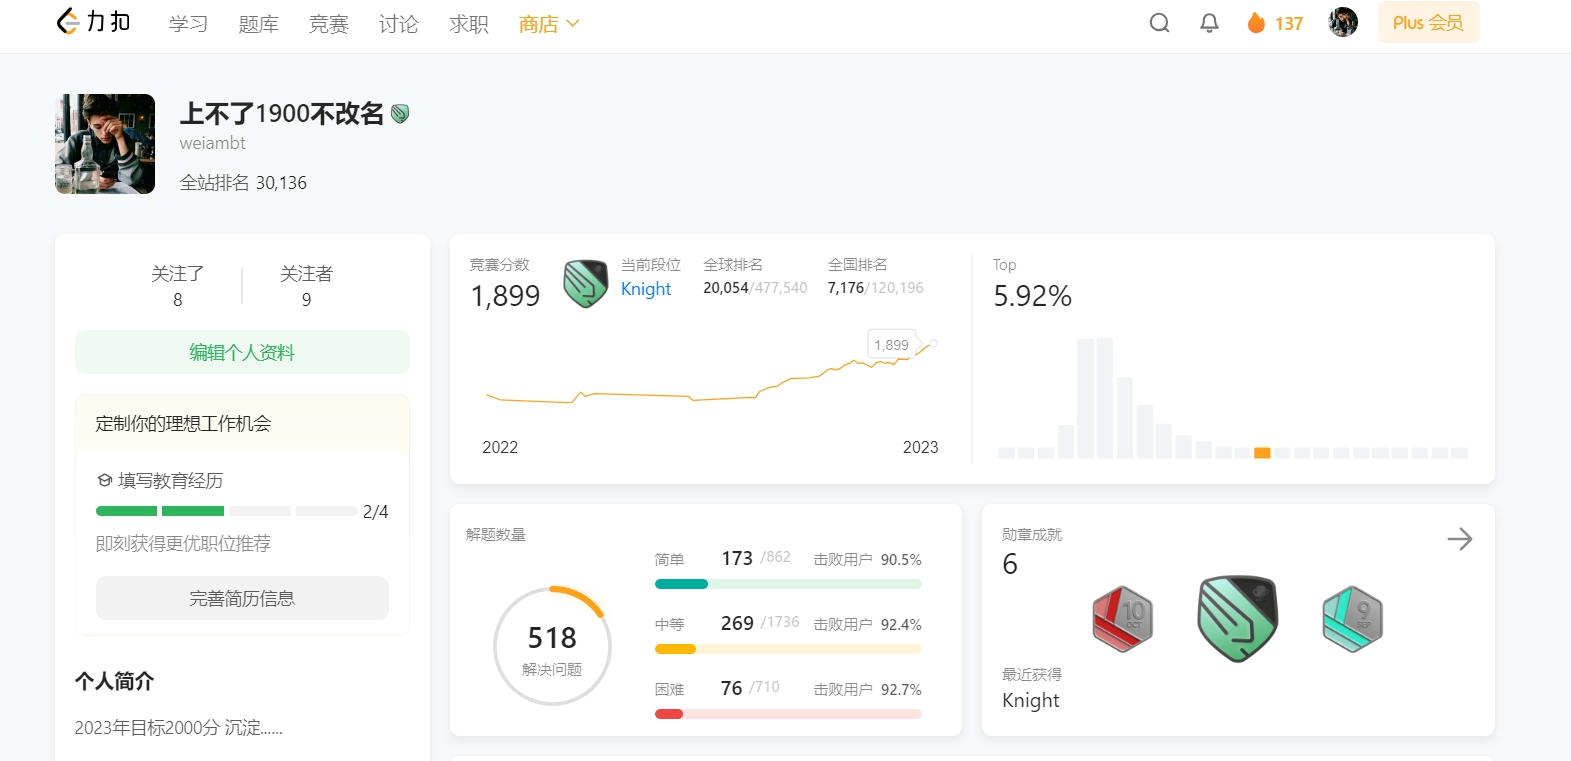 力扣 学习 题库 竞赛 讨论 求职 商店 137 Plus 会员
上不了1900不改名
weiambt
全站排名 30,136
关注了 关注者
8 9
编辑个人资料
定制你的理想工作机会
填写教育经历
2/4
即刻获得更优职位推荐
完善简历信息
个人简介
2023年目标2000分 沉淀......
竞赛分数 当前段位 全球排名 全国排名
1,899 Knight 20,054/477,540 7,176/120,196
1,899
2022 2023
Top
5.92%
解题数量
518
解决问题
简单 173 /862 击败用户 90.5%
中等 269 /1736 击败用户 92.4%
困难 76 /710 击败用户 92.7%
勋章成就
6
10
OCT
9
SEP
最近获得
Knight